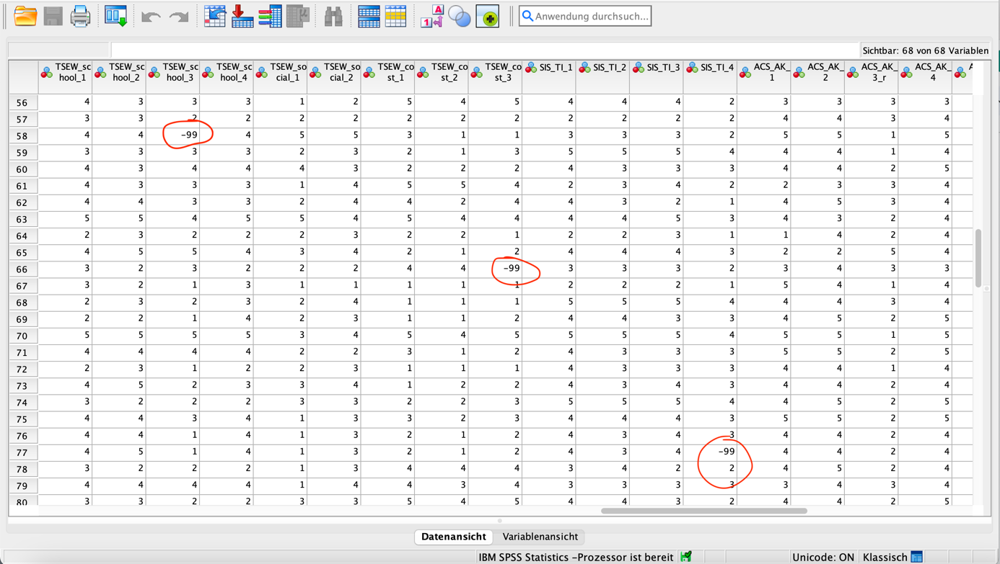 Anwendung durchsuch...
Sichtbar: 68 von 68 Variablen
TSEW_school_1 TSEW_school_2 TSEW_school_3 TSEW_school_4 TSEW_social_1 TSEW_social_2 TSEW_cost_1 TSEW_cost_2 TSEW_cost_3 SIS_TI_1 SIS_TI_2 SIS_TI_3 SIS_TI_4 ACS_AK_1 ACS_AK_2 ACS_AK_3_r ACS_AK_4 A
56 4 3 3 3 1 2 5 4 5 4 4 4 2 3 3 3 3
57 3 3 2 2 2 2 2 2 2 2 2 2 2 4 4 3 4
58 4 4 -99 4 5 5 3 1 1 3 3 3 2 5 5 1 5
59 3 3 3 3 2 3 2 1 3 5 5 5 4 4 4 1 4
60 4 3 4 4 4 3 2 2 2 4 3 3 3 4 4 2 5
61 4 3 3 3 1 4 5 5 4 2 3 4 2 2 3 3 4
62 4 4 3 3 2 4 4 2 4 4 3 2 1 4 5 3 4
63 5 5 4 5 5 4 5 4 4 4 4 5 3 4 3 2 4
64 2 3 2 2 2 3 2 2 1 2 2 3 1 1 4 2 4
65 4 5 5 4 3 4 2 1 2 4 4 4 3 2 2 5 4
66 3 2 3 2 2 2 4 4 -99 3 3 3 2 3 4 3 3
67 3 2 1 3 1 1 1 1 1 2 2 2 1 5 4 1 4
68 2 3 2 3 2 4 1 1 1 5 5 5 4 4 4 3 4
69 2 2 1 4 2 3 1 1 2 4 4 3 3 4 5 2 5
70 5 5 5 5 3 4 5 4 5 5 5 5 4 5 5 1 5
71 4 4 4 4 2 2 3 1 2 4 3 3 3 5 5 2 5
72 2 3 1 2 2 3 1 1 1 4 3 3 3 4 4 1 4
73 4 5 2 3 3 4 1 2 2 4 3 4 3 4 4 2 4
74 3 2 2 2 3 3 2 2 3 5 5 5 4 4 5 2 5
75 4 4 3 4 1 3 3 2 3 4 4 4 3 5 5 2 5
76 4 4 1 4 1 3 2 1 2 4 3 4 3 4 4 2 4
77 4 5 1 4 1 3 2 1 2 4 3 4 -99 4 4 2 4
78 3 2 2 2 1 3 4 4 4 3 4 2 2 4 5 2 4
79 4 4 4 4 1 4 4 3 4 3 3 3 3 3 4 3 4
80 3 3 2 2 3 3 5 4 5 4 4 3 2 4 4 2 5
Datenansicht Variablenansicht
IBM SPSS Statistics -Prozessor ist bereit Unicode: ON Klassisch